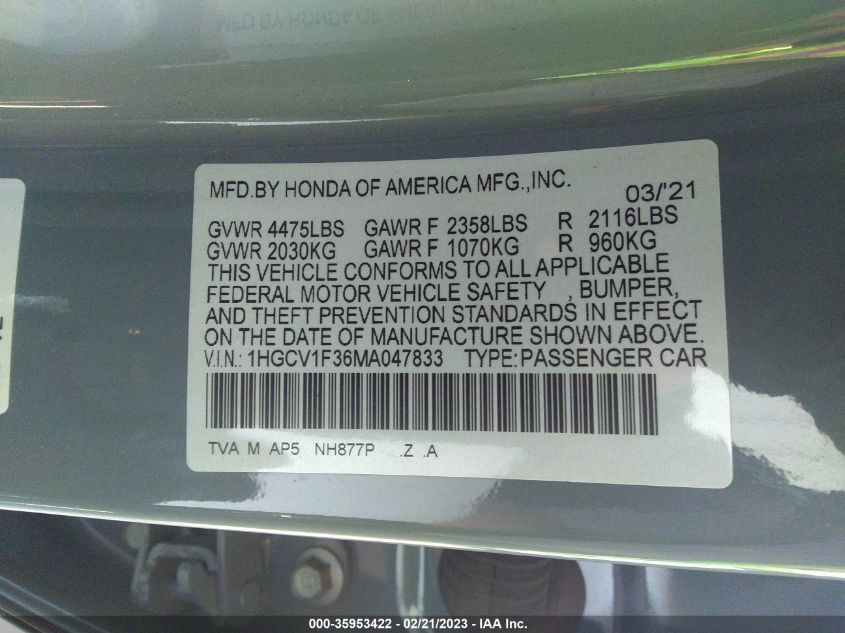 MFD.BY HONDA OF AMERICA MFG.,INC. 03/'21
GVWR 4475LBS GAWR F 2358LBS R 2116LBS
GVWR 2030KG GAWR F 1070KG R 960KG
THIS VEHICLE CONFORMS TO ALL APPLICABLE
FEDERAL MOTOR VEHICLE SAFETY , BUMPER,
AND THEFT PREVENTION STANDARDS IN EFFECT
ON THE DATE OF MANUFACTURE SHOWN ABOVE.
V.I.N.: 1HGCV1F36MA047833 TYPE:PASSENGER CAR
TVA M AP5 NH877P .Z .A
000-35953422 - 02/21/2023 - IAA Inc.